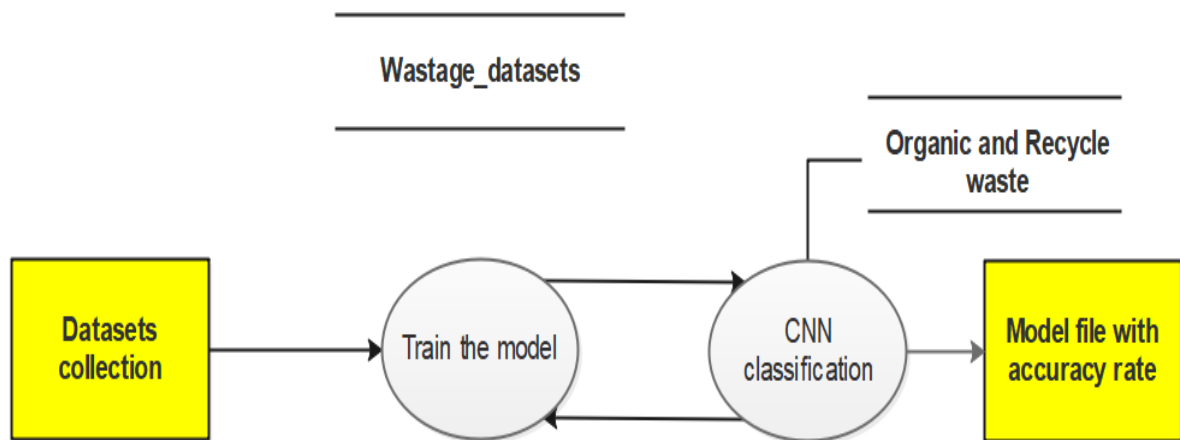 Wastage_datasets
Organic and Recycle
waste
Datasets
collection
Train the model
CNN
classification
Model file with
accuracy rate